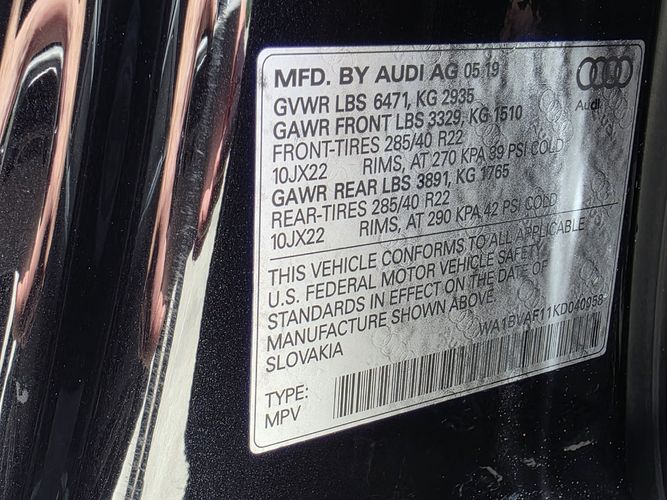 MFD. BY AUDI AG 05 19
Audi
GVWR LBS 6471, KG 2935
GAWR FRONT LBS 3329, KG 1510
FRONT-TIRES 285/40 R22
10JX22 RIMS, AT 270 KPA 39 PSI COLD
GAWR REAR LBS 3891, KG 1765
REAR-TIRES 285/40 R22
10JX22 RIMS, AT 290 KPA 42 PSI COLD
THIS VEHICLE CONFORMS TO ALL APPLICABLE
U.S. FEDERAL MOTOR VEHICLE SAFETY
STANDARDS IN EFFECT ON THE DATE OF
MANUFACTURE SHOWN ABOVE.
WA1BVAF11KD040958
SLOVAKIA
TYPE:
MPV